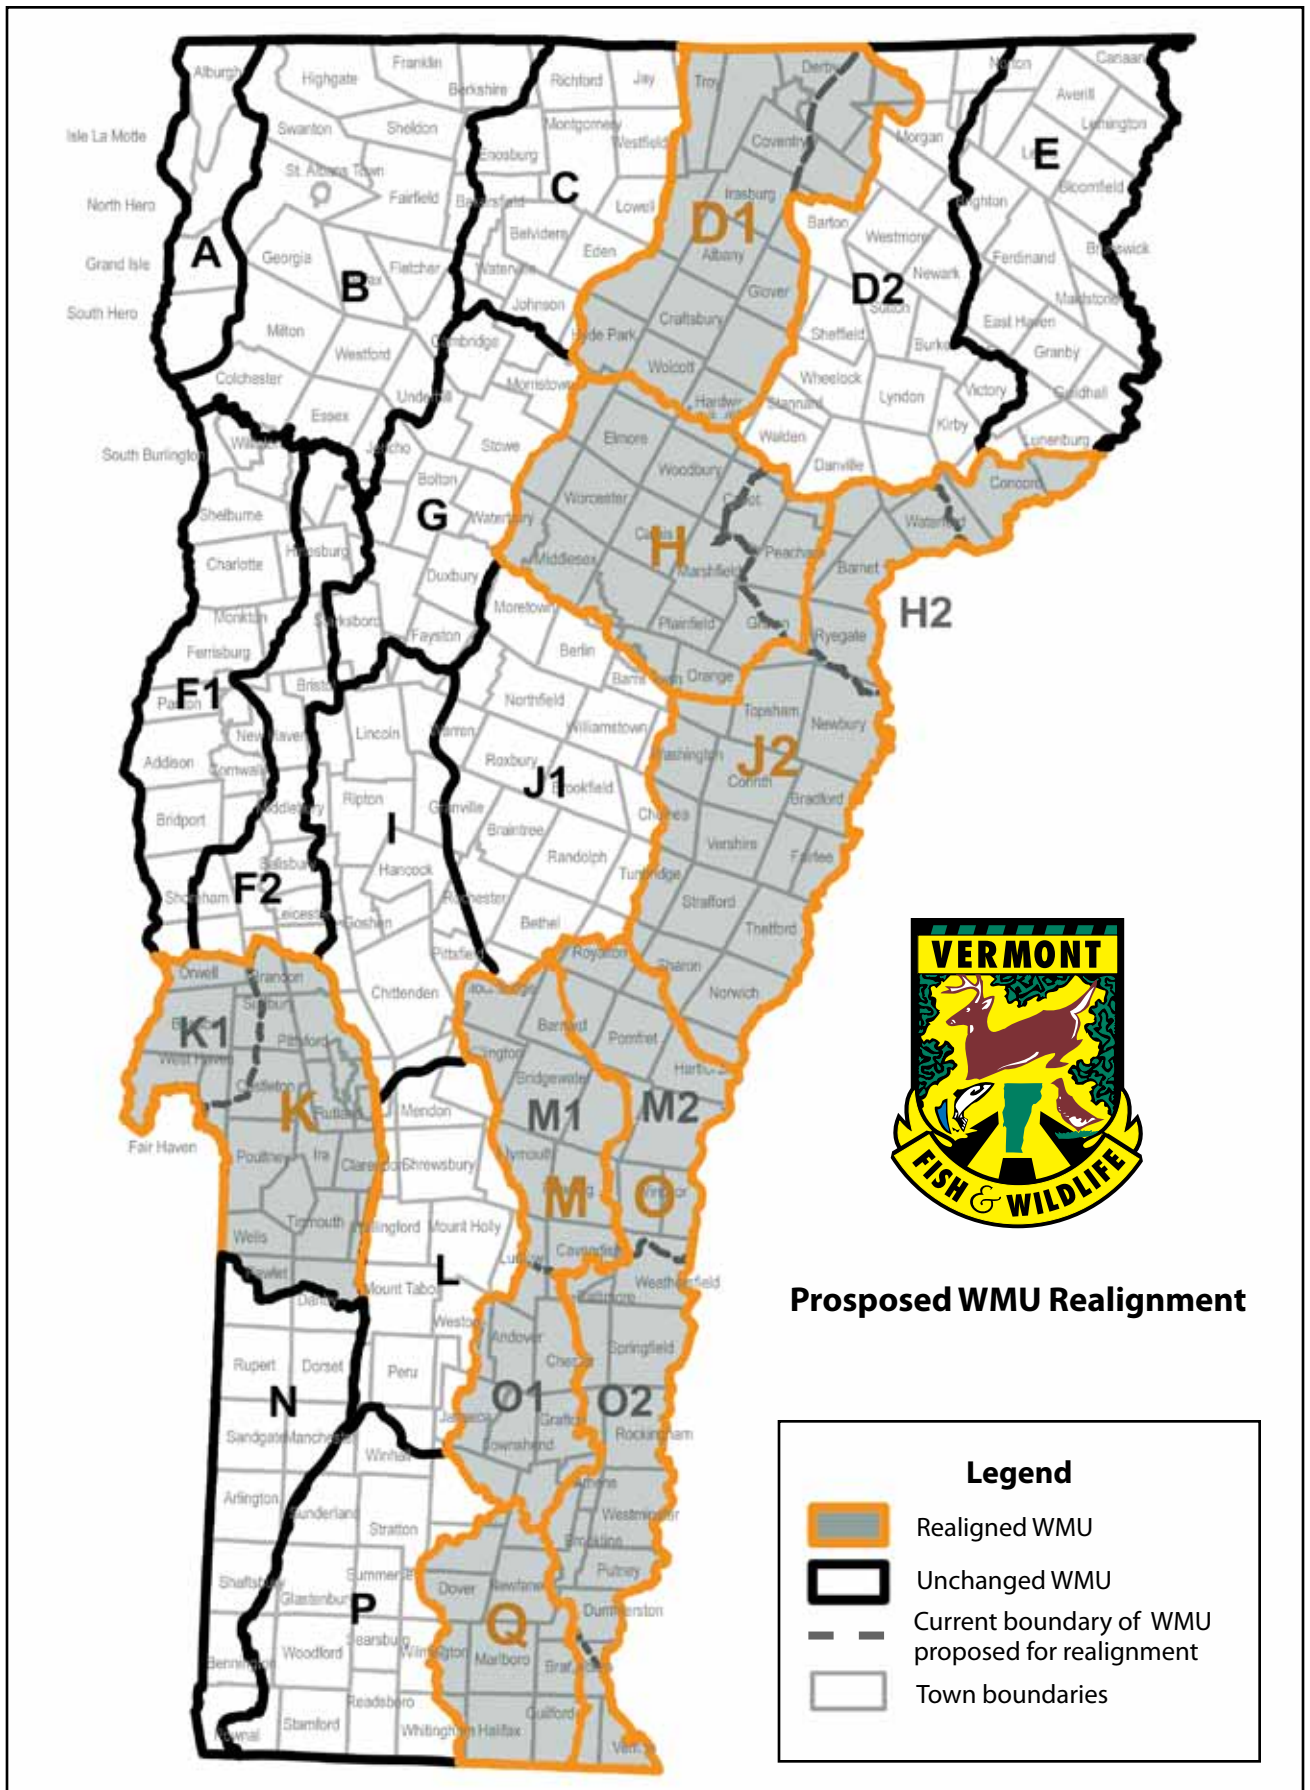 Alburgh
Highgate
Franklin
Berkshire
Richford
Jay
Troy
Derby
Norton
Canaan
Averill
Lemington
Isle La Motte
Swanton
Sheldon
Montgomery
Westfield
Enosburg
Coventry
Morgan
E
St. Albans Town
Fairfield
C
Bloomfield
North Hero
Bakersfield
Lowell
Irasburg
Brighton
D1
Barton
Westmore
Belvidere
Eden
Albany
Brunswick
A
Georgia
Fletcher
Waterville
Newark
Ferdinand
Grand Isle
B
D2
Sutton
Maidstone
South Hero
Johnson
Glover
East Haven
Milton
Cambridge
Hyde Park
Craftsbury
Sheffield
Burke
Granby
Westford
Wolcott
Colchester
Morristown
Wheelock
Victory
Guildhall
Underhill
Lyndon
Essex
Stannard
Kirby
South Burlington
Williston
Jericho
Stowe
Elmore
Walden
Lunenburg
Bolton
Woodbury
Danville
Concord
Shelburne
G
Waterbury
Worcester
Cabot
Waterford
Charlotte
Hinesburg
Calais
H
Middlesex
Marshfield
Peacham
Barnet
Duxbury
Moretown
H2
Monkton
Starksboro
Plainfield
Groton
Ryegate
Fayston
Ferrisburg
Berlin
Orange
F1
Bristol
Northfield
Topsham
Newbury
New Haven
Lincoln
Warren
Williamstown
Washington
J2
Addison
Cornwall
Roxbury
J1
Brookfield
Corinth
Bradford
Ripton
Granville
Middlebury
Bridport
I
Chelsea
Braintree
Vershire
Salisbury
Hancock
Randolph
Fairlee
F2
Tunbridge
Shoreham
Rochester
Strafford
Leicester
Goshen
Bethel
Thetford
Pittsfield
Royalton
Sharon
Orwell
Brandon
Norwich
Chittenden
Sudbury
Barnard
K1
Pittsford
Pomfret
West Haven
Bridgewater
Hartford
Castleton
K
Rutland
Mendon
M1
M2
Fair Haven
Poultney
Ira
Clarendon
Shrewsbury
Plymouth
M
O
Windsor
Tinmouth
Wallingford
Mount Holly
Wells
Cavendish
Ludlow
Pawlet
L
Mount Tabor
Weathersfield
Danby
Baltimore
Weston
Andover
Springfield
Chester
Rupert
Dorset
Peru
N
O1
O2
Jamaica
Grafton
Sandgate
Manchester
Rockingham
Winhall
Townshend
Athens
Arlington
Sunderland
Westminster
Stratton
Brookline
Putney
Shaftsbury
Somerset
Dover
Newfane
Glastenbury
P
Dummerston
Q
Searsburg
Woodford
Wilmington
Marlboro
Brattleboro
Bennington
Readsboro
Guilford
Stamford
Whitingham
Halifax
Pownal
Vernon
VERMONT
FISH & WILDLIFE
Prosposed WMU Realignment
Legend
Realigned WMU
Unchanged WMU
Current boundary of WMU
proposed for realignment
Town boundaries